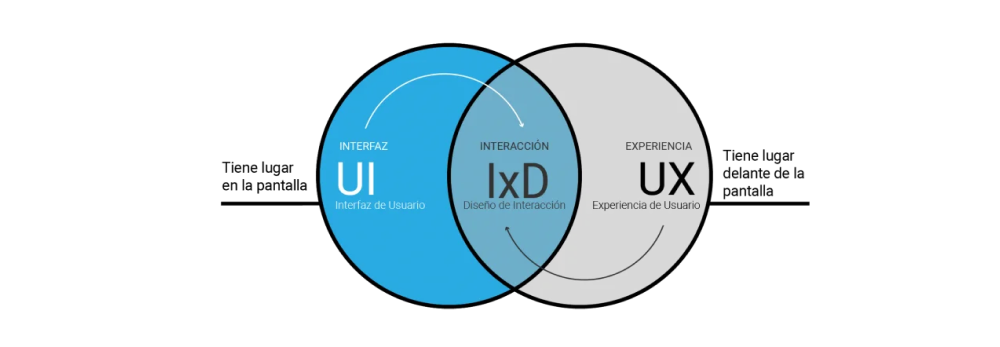 Tiene lugar
en la pantalla
INTERFAZ
UI
Interfaz de Usuario
INTERACCIÓN
IxD
Diseño de Interacción
EXPERIENCIA
UX
Experiencia de Usuario
Tiene lugar
delante de la
pantalla